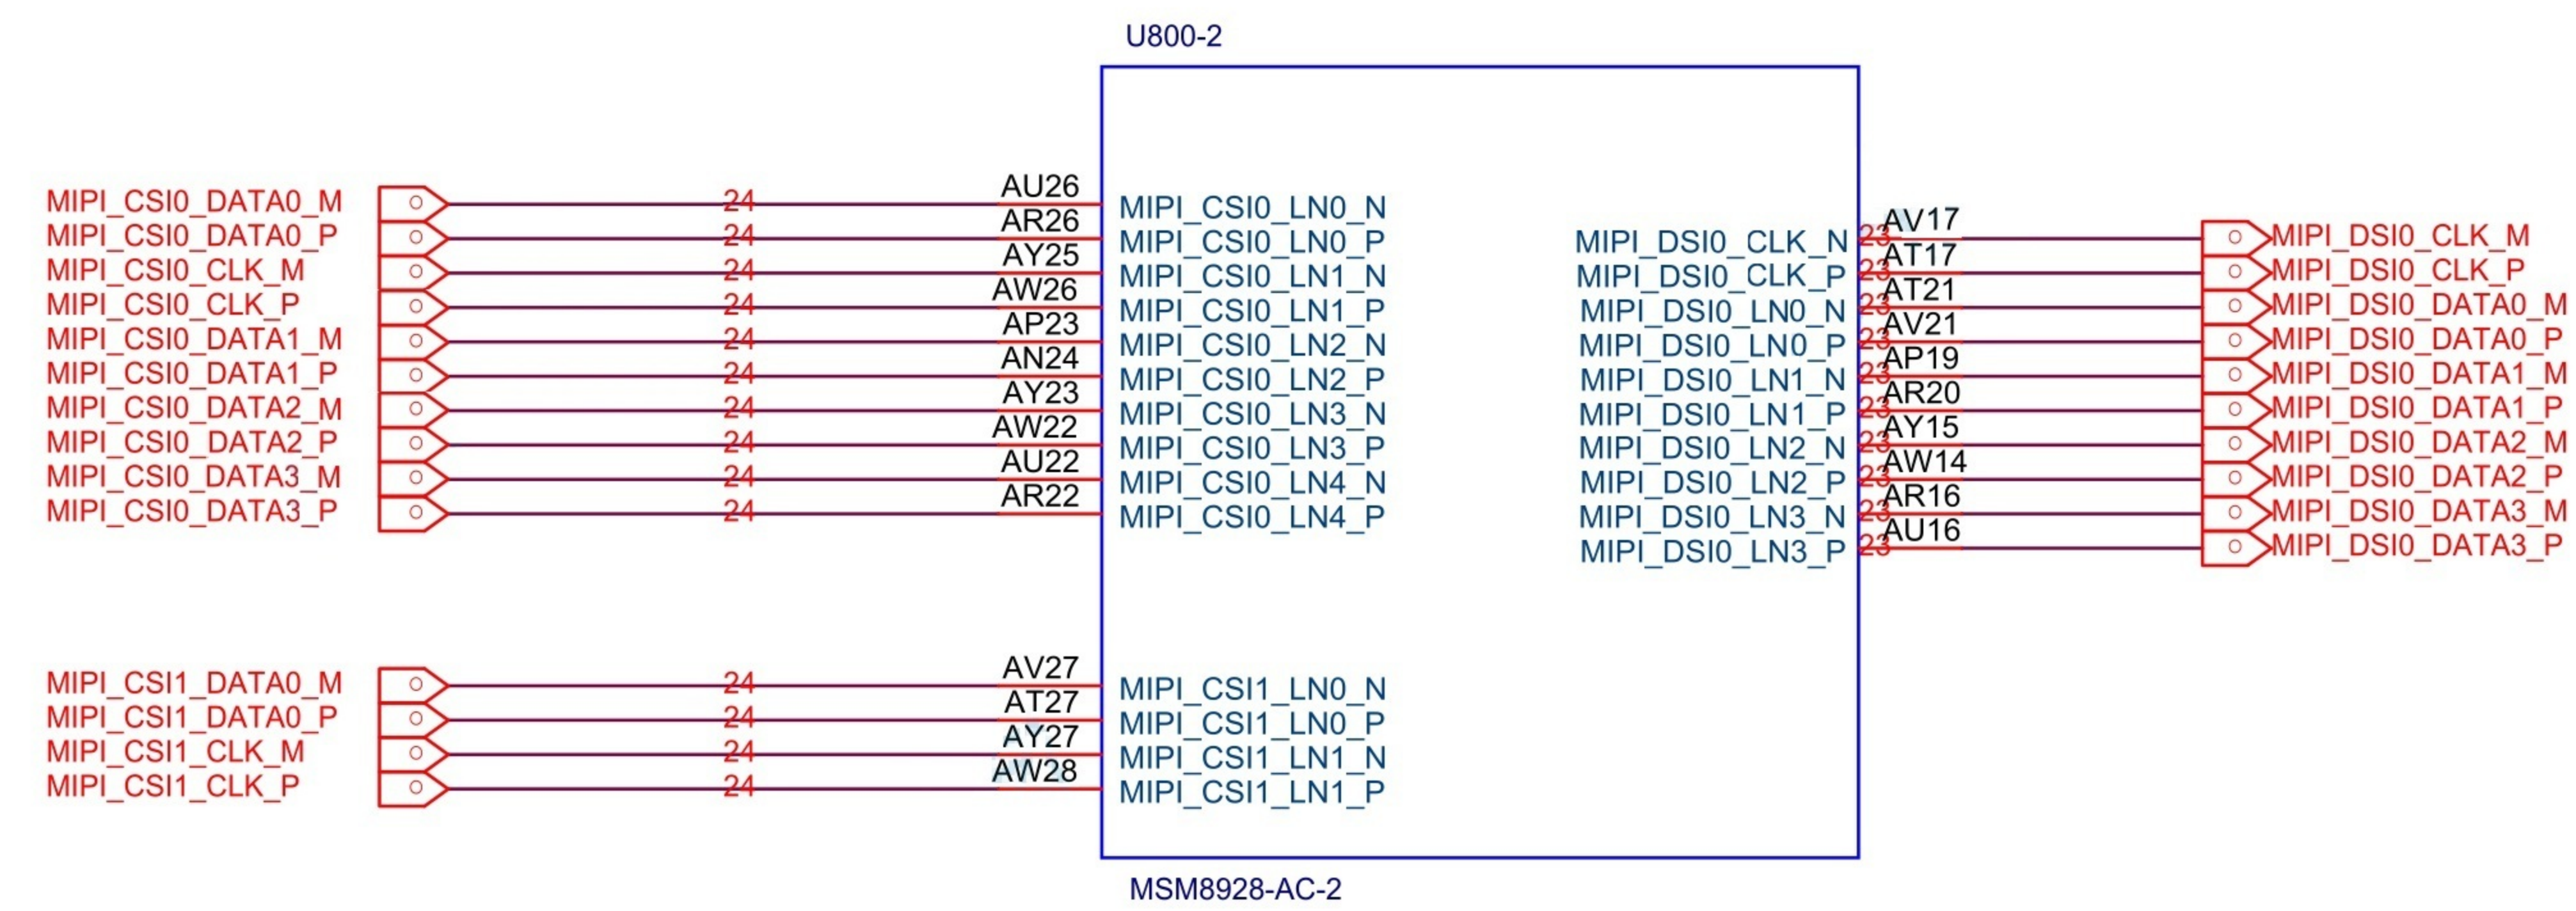 U800-2
MIPI_CSI0_DATA0_M 24 AU26 MIPI_CSI0_LN0_N
MIPI_CSI0_DATA0_P 24 AR26 MIPI_CSI0_LN0_P
MIPI_CSI0_CLK_M 24 AY25 MIPI_CSI0_LN1_N
MIPI_CSI0_CLK_P 24 AW26 MIPI_CSI0_LN1_P
MIPI_CSI0_DATA1_M 24 AP23 MIPI_CSI0_LN2_N
MIPI_CSI0_DATA1_P 24 AN24 MIPI_CSI0_LN2_P
MIPI_CSI0_DATA2_M 24 AY23 MIPI_CSI0_LN3_N
MIPI_CSI0_DATA2_P 24 AW22 MIPI_CSI0_LN3_P
MIPI_CSI0_DATA3_M 24 AU22 MIPI_CSI0_LN4_N
MIPI_CSI0_DATA3_P 24 AR22 MIPI_CSI0_LN4_P
MIPI_DSI0_CLK_N 23 AV17 MIPI_DSI0_CLK_M
MIPI_DSI0_CLK_P 23 AT17 MIPI_DSI0_CLK_P
MIPI_DSI0_LN0_N 23 AT21 MIPI_DSI0_DATA0_M
MIPI_DSI0_LN0_P 23 AV21 MIPI_DSI0_DATA0_P
MIPI_DSI0_LN1_N 23 AP19 MIPI_DSI0_DATA1_M
MIPI_DSI0_LN1_P 23 AR20 MIPI_DSI0_DATA1_P
MIPI_DSI0_LN2_N 23 AY15 MIPI_DSI0_DATA2_M
MIPI_DSI0_LN2_P 23 AW14 MIPI_DSI0_DATA2_P
MIPI_DSI0_LN3_N 23 AR16 MIPI_DSI0_DATA3_M
MIPI_DSI0_LN3_P 23 AU16 MIPI_DSI0_DATA3_P
MIPI_CSI1_DATA0_M 24 AV27 MIPI_CSI1_LN0_N
MIPI_CSI1_DATA0_P 24 AT27 MIPI_CSI1_LN0_P
MIPI_CSI1_CLK_M 24 AY27 MIPI_CSI1_LN1_N
MIPI_CSI1_CLK_P 24 AW28 MIPI_CSI1_LN1_P
MSM8928-AC-2